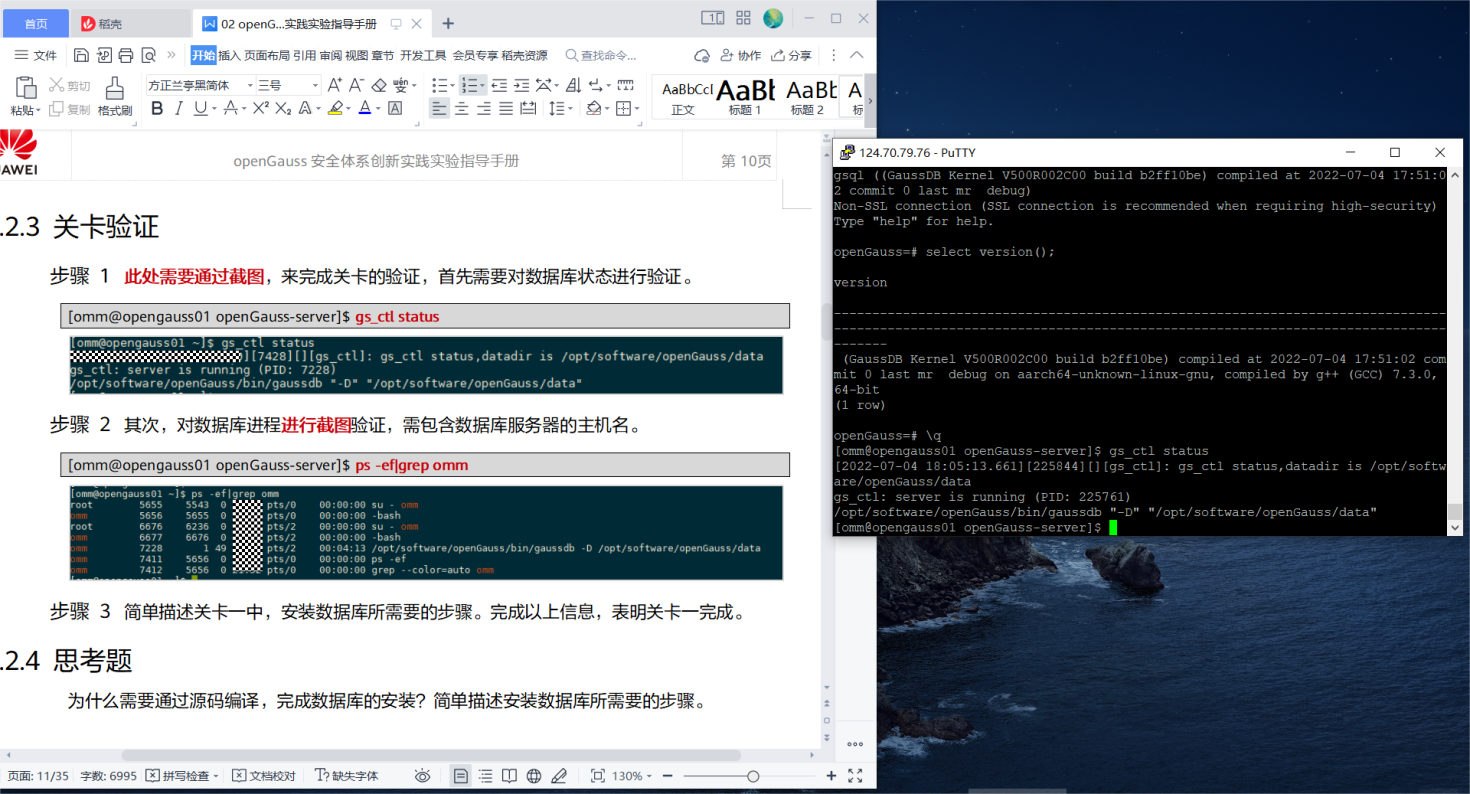 首页
稻壳
02 openG...实践实验指导手册
文件
开始 插入 页面布局 引用 审阅 视图 章节 开发工具 会员专享 稻壳资源
查找命令...
协作
分享
粘贴
剪切
复制
格式刷
方正兰亭黑简体
三号
AaBbCcI
正文
AaBb
标题 1
AaBb
标题 2
AWEI
openGauss 安全体系创新实践实验指导手册
第 10页
.2.3 关卡验证
步骤 1 此处需要通过截图，来完成关卡的验证，首先需要对数据库状态进行验证。
[omm@opengauss01 openGauss-server]$ gs_ctl status
[omm@opengauss01 ~]$ gs_ctl status
][7428][][gs_ctl]: gs_ctl status,datadir is /opt/software/openGauss/data
gs_ctl: server is running (PID: 7228)
/opt/software/openGauss/bin/gaussdb "-D" "/opt/software/openGauss/data"
步骤 2 其次，对数据库进程进行截图验证，需包含数据库服务器的主机名。
[omm@opengauss01 openGauss-server]$ ps -ef|grep omm
[omm@opengauss01 ~]$ ps -ef|grep omm
root 5655 5543 0 pts/0 00:00:00 su - omm
omm 5656 5655 0 pts/0 00:00:00 -bash
root 6676 6236 0 pts/2 00:00:00 su - omm
omm 6677 6676 0 pts/2 00:00:00 -bash
omm 7228 1 49 pts/2 00:04:13 /opt/software/openGauss/bin/gaussdb -D /opt/software/openGauss/data
omm 7411 5656 0 pts/0 00:00:00 ps -ef
omm 7412 5656 0 pts/0 00:00:00 grep --color=auto omm
步骤 3 简单描述关卡一中，安装数据库所需要的步骤。完成以上信息，表明关卡一完成。
.2.4 思考题
为什么需要通过源码编译，完成数据库的安装？简单描述安装数据库所需要的步骤。
页面: 11/35 字数: 6995 拼写检查 文档校对 缺失字体 130%
124.70.79.76 - PuTTY
gsql ((GaussDB Kernel V500R002C00 build b2ff10be) compiled at 2022-07-04 17:51:0
2 commit 0 last mr  debug)
Non-SSL connection (SSL connection is recommended when requiring high-security)
Type "help" for help.
openGauss=# select version();
version
--------------------------------------------------------------------------------
--------------------------------------------------------------------------------
-------
(GaussDB Kernel V500R002C00 build b2ff10be) compiled at 2022-07-04 17:51:02 com
mit 0 last mr  debug on aarch64-unknown-linux-gnu, compiled by g++ (GCC) 7.3.0,
64-bit
(1 row)
openGauss=# \q
[omm@opengauss01 openGauss-server]$ gs_ctl status
[2022-07-04 18:05:13.661][225844][][gs_ctl]: gs_ctl status,datadir is /opt/softw
are/openGauss/data
gs_ctl: server is running (PID: 225761)
/opt/software/openGauss/bin/gaussdb "-D" "/opt/software/openGauss/data"
[omm@opengauss01 openGauss-server]$